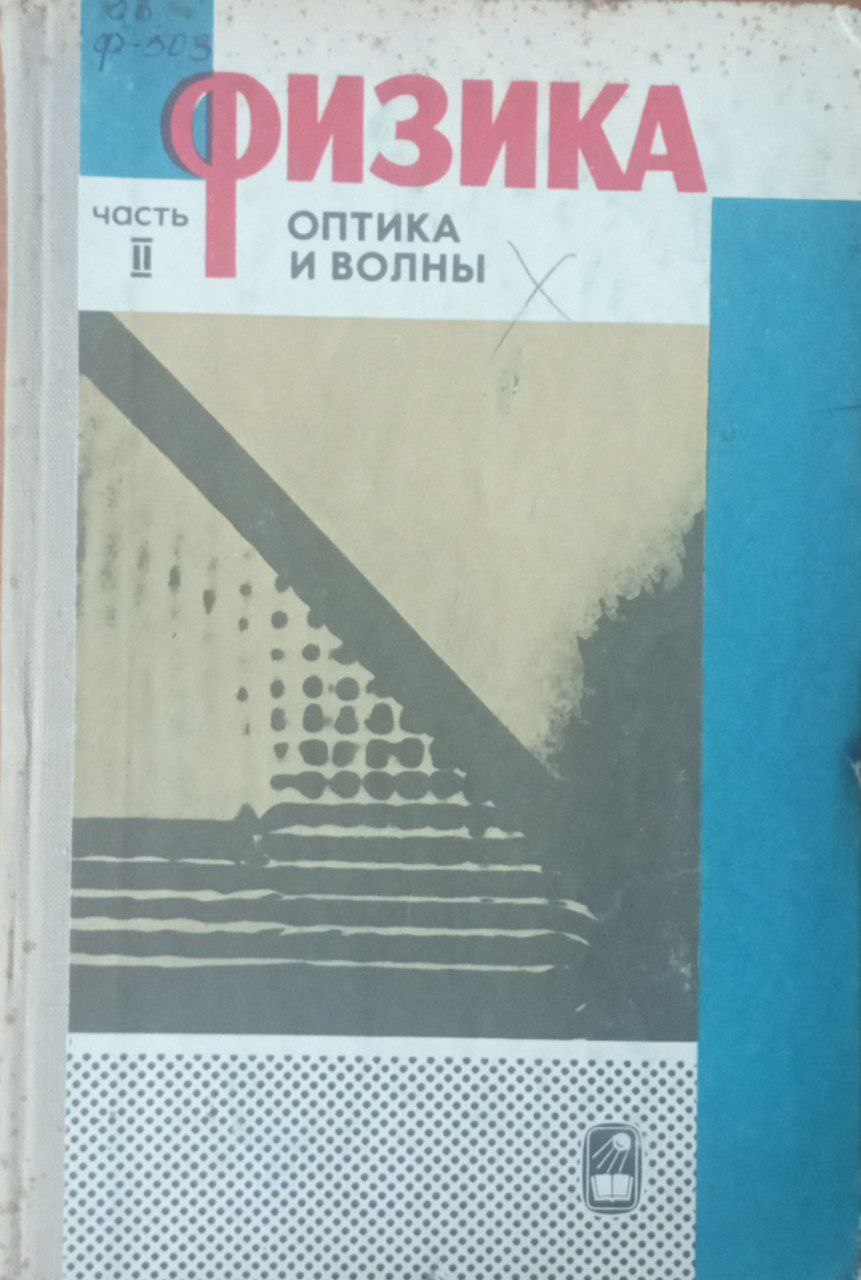 ф-503
ФИЗИКА
часть
II
ОПТИКА
И ВОЛНЫ